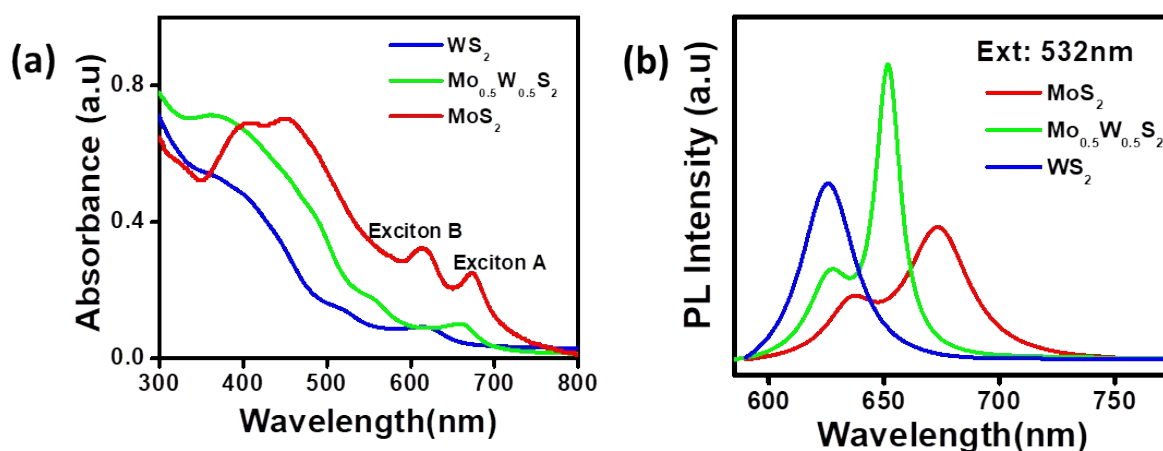 (a)
Absorbance (a.u)
0.8
0.4
0.0
WS2
Mo0.5W0.5S2
MoS2
Exciton B
Exciton A
300 400 500 600 700 800
Wavelength(nm)
(b)
PL Intensity (a.u)
Ext: 532nm
MoS2
Mo0.5W0.5S2
WS2
600 650 700 750
Wavelength(nm)